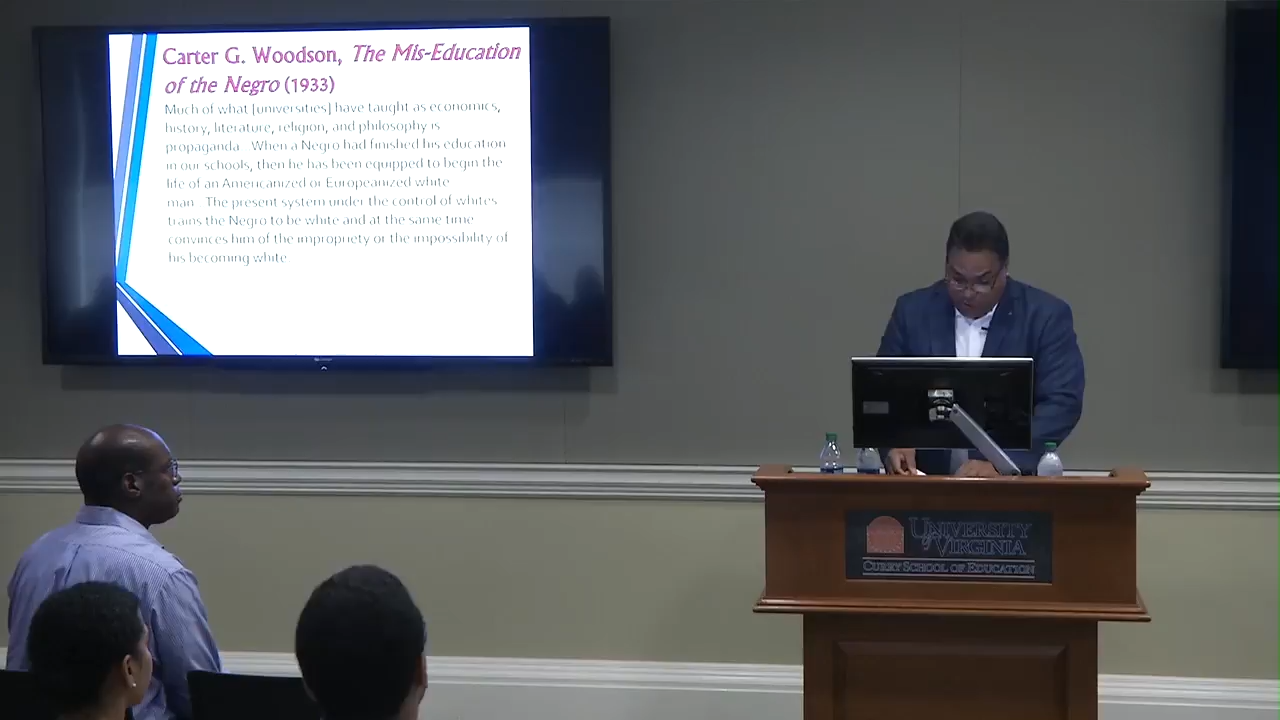 Carter G. Woodson, The Mis-Education
of the Negro (1933)
Much of what [universities] have taught as economics,
history, literature, religion, and philosophy is
propaganda. When a Negro had finished his education
in our schools, then he has been equipped to begin the
life of an Americanized or Europeanized white
man. The present system under the control of whites
trains the Negro to be white and at the same time
convinces him of the impropriety or the impossibility of
his becoming white
UNIVERSITY
of VIRGINIA
CURRY SCHOOL OF EDUCATION